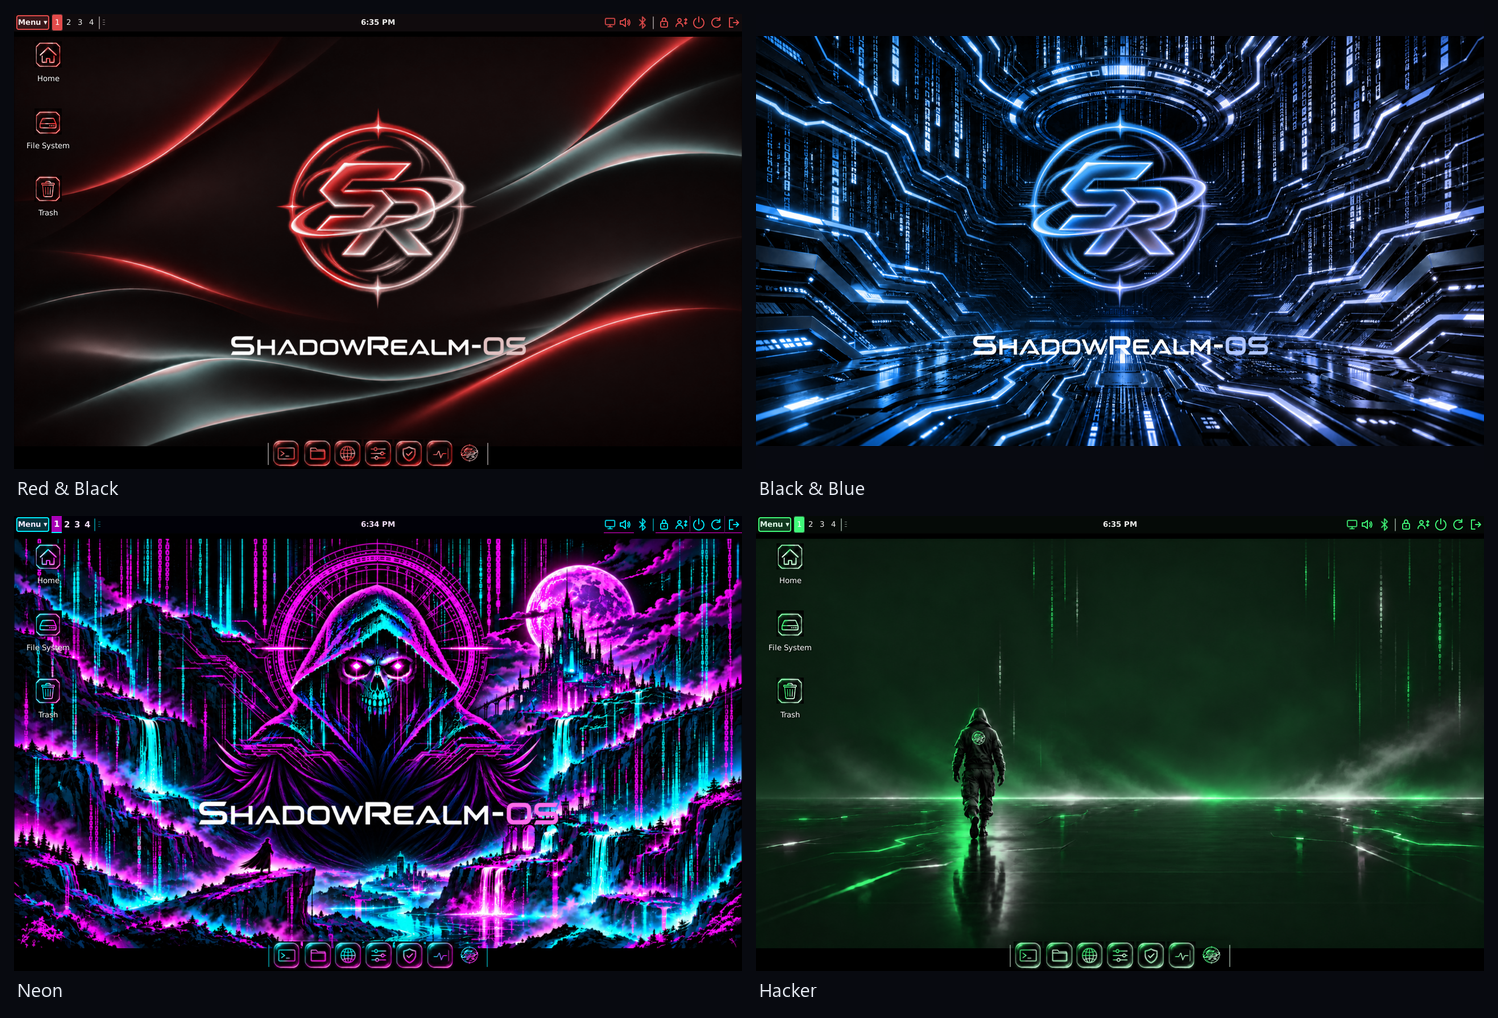 Menu ▾ 1 2 3 4
6:35 PM
Home
File System
Trash
SR
SHADOWREALM-OS
Red & Black
SR
SHADOWREALM-OS
Black & Blue
Menu ▾ 1 2 3 4
6:34 PM
Home
File System
Trash
SHADOWREALM-OS
Neon
Menu ▾ 1 2 3 4
6:35 PM
Home
File System
Trash
Hacker